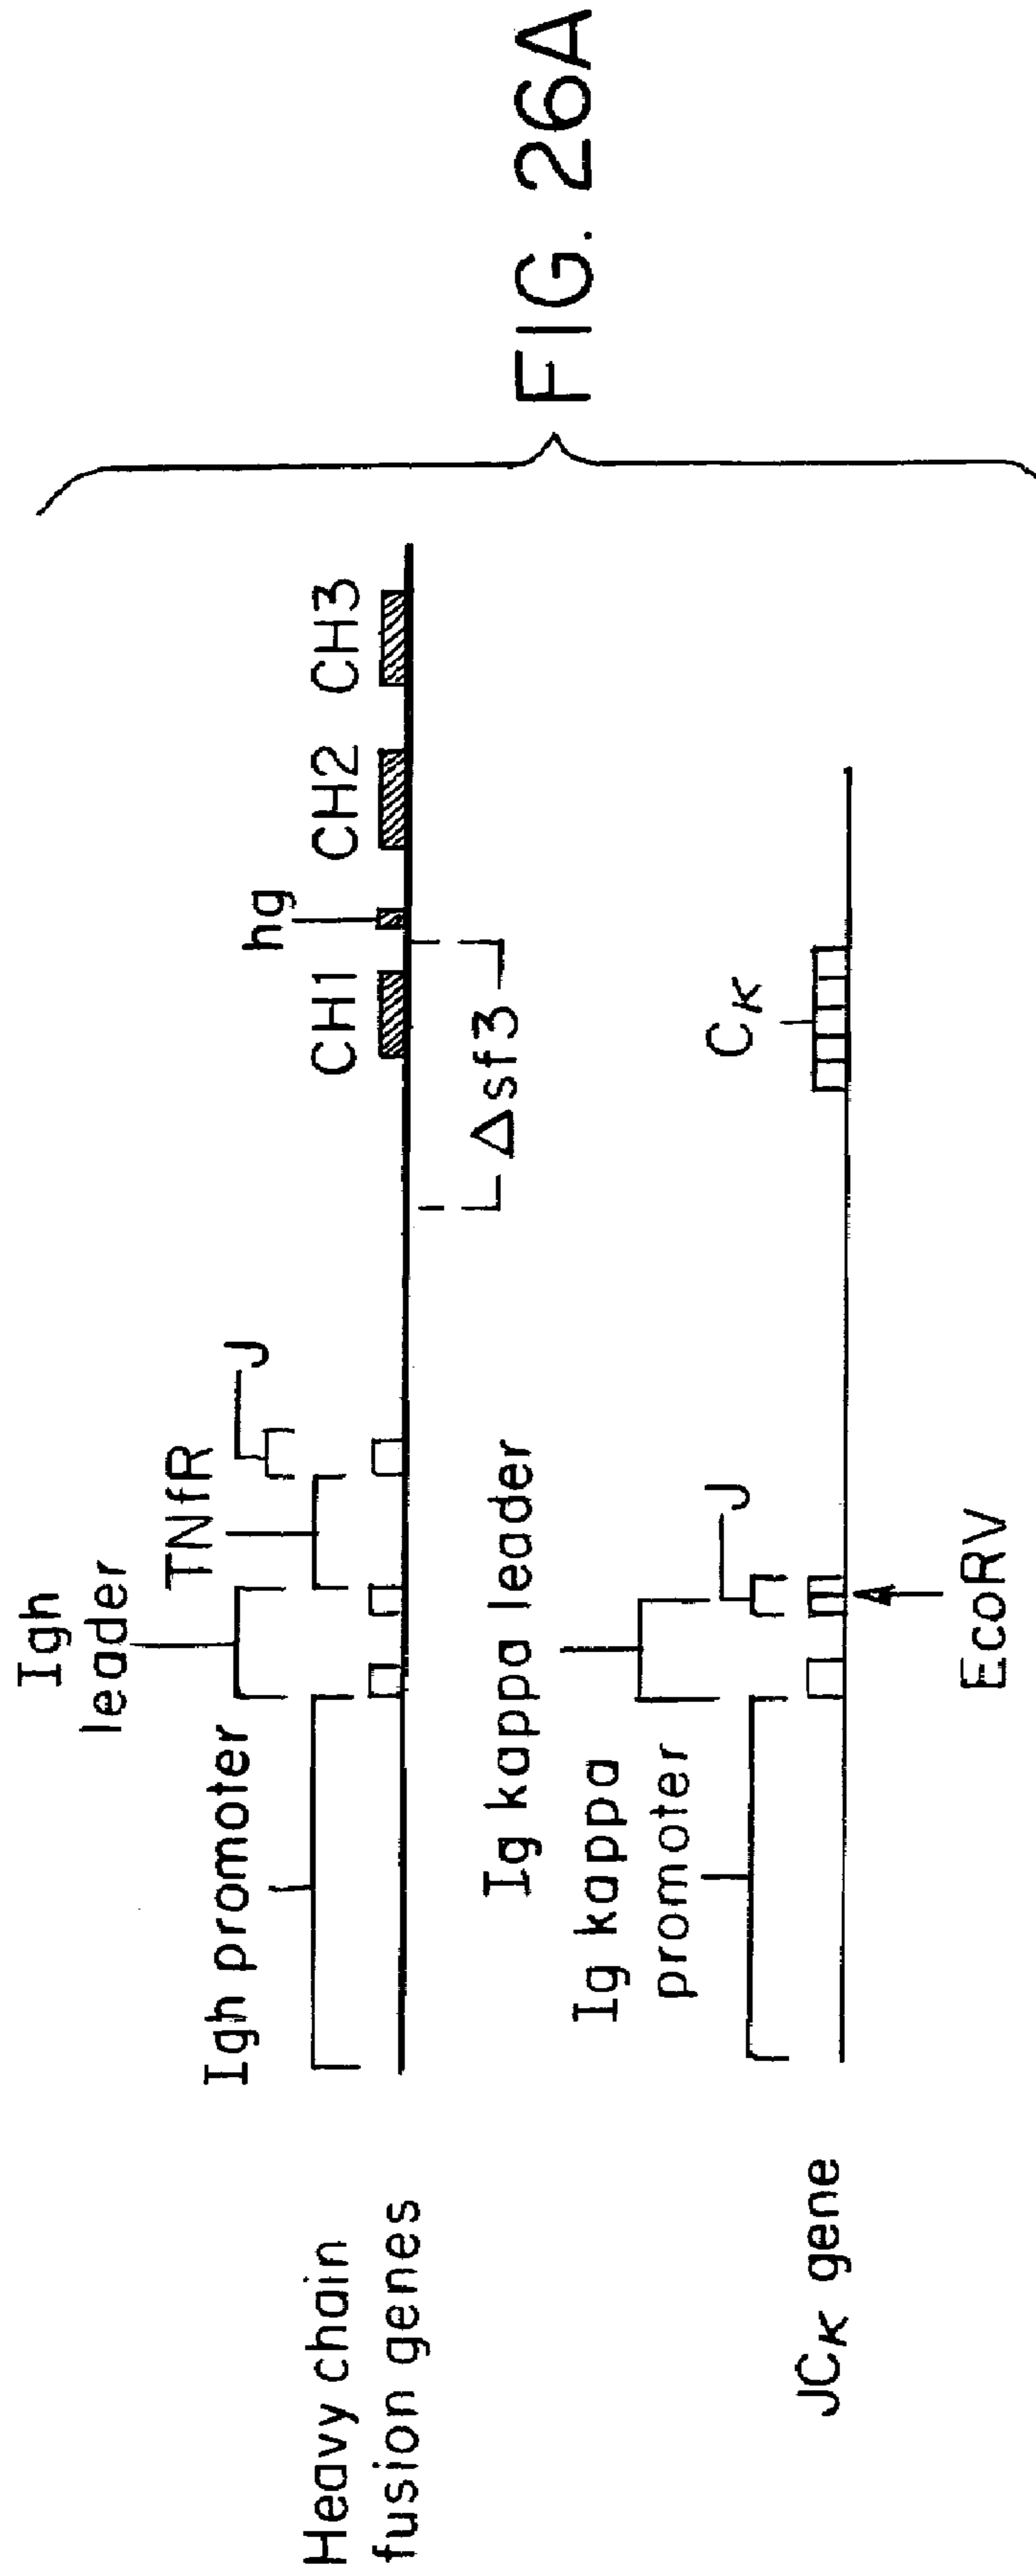 Heavy chain
fusion genes
Igh promoter
Igh
leader
TNfR
J
Δsf3
CH1
hg
CH2
CH3
JCκ gene
Ig kappa
promoter
Ig kappa leader
J
EcoRV
Cκ
FIG. 26A